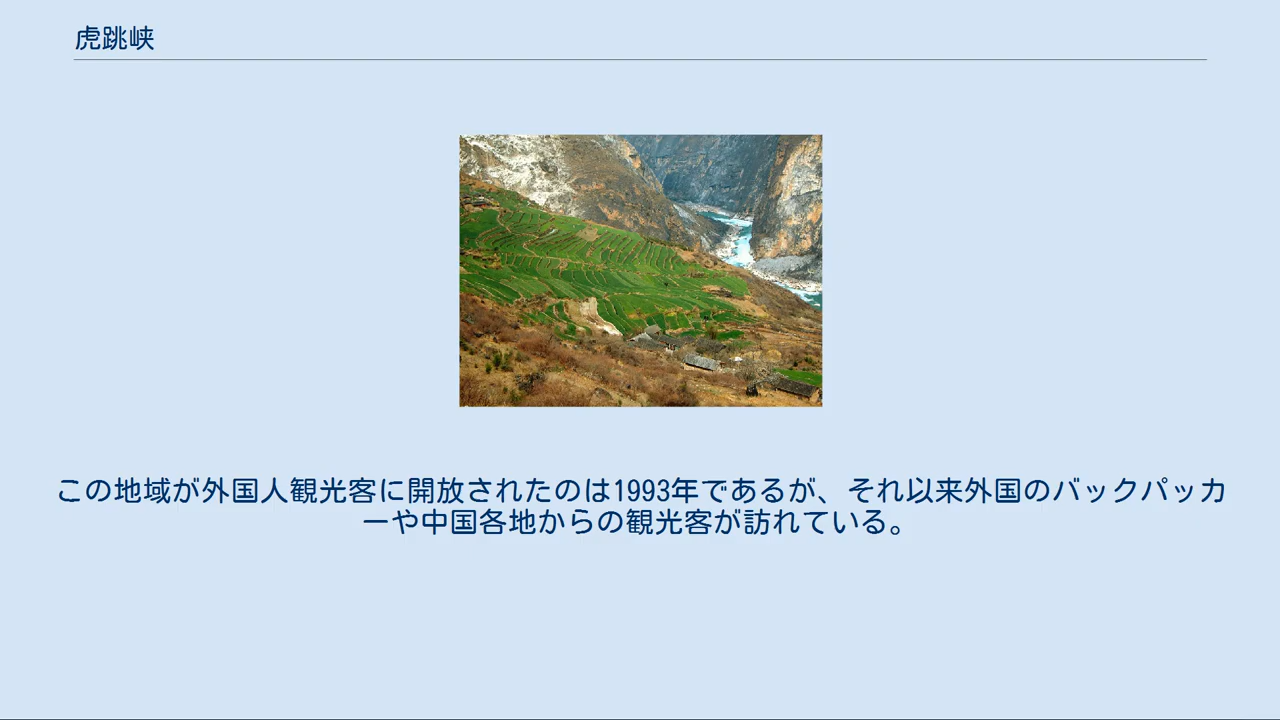 虎跳峡
この地域が外国人観光客に開放されたのは1993年であるが、それ以来外国のバックパッカ
ーや中国各地からの観光客が訪れている。